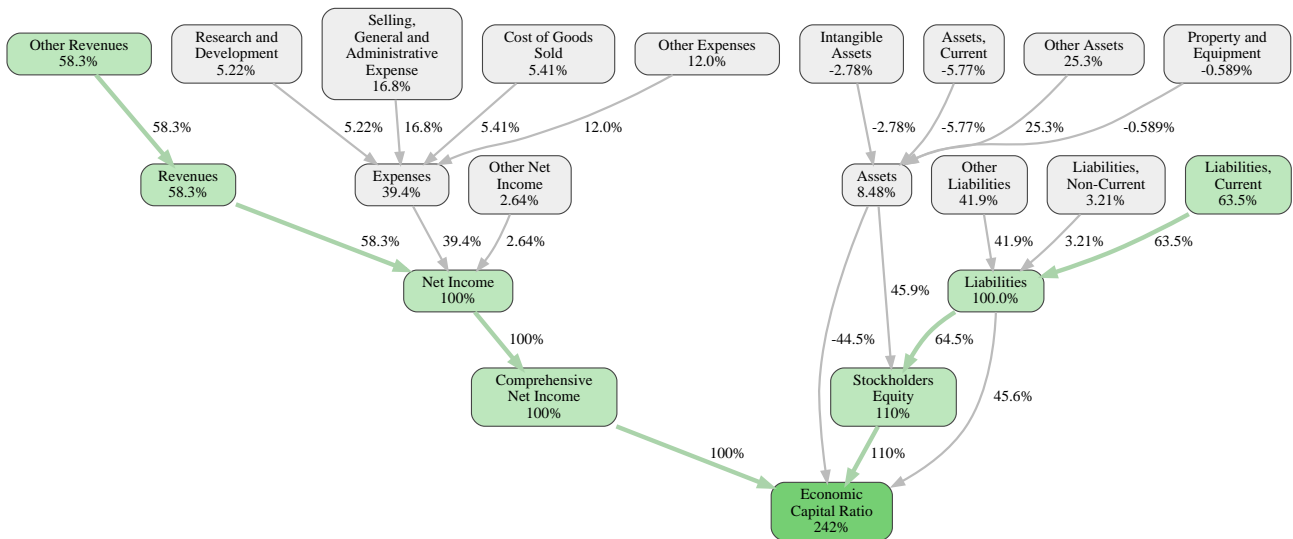 Other Revenues
58.3%
Research and
Development
5.22%
Selling,
General and
Administrative
Expense
16.8%
Cost of Goods
Sold
5.41%
Other Expenses
12.0%
Intangible
Assets
-2.78%
Assets,
Current
-5.77%
Other Assets
25.3%
Property and
Equipment
-0.589%
58.3%
5.22%
16.8%
5.41%
12.0%
-2.78%
-5.77%
25.3%
-0.589%
Revenues
58.3%
Expenses
39.4%
Other Net
Income
2.64%
Assets
8.48%
Other
Liabilities
41.9%
Liabilities,
Non-Current
3.21%
Liabilities,
Current
63.5%
58.3%
39.4%
2.64%
41.9%
3.21%
63.5%
Net Income
100%
45.9%
Liabilities
100.0%
100%
-44.5%
64.5%
Comprehensive
Net Income
100%
Stockholders
Equity
110%
45.6%
100%
110%
Economic
Capital Ratio
242%